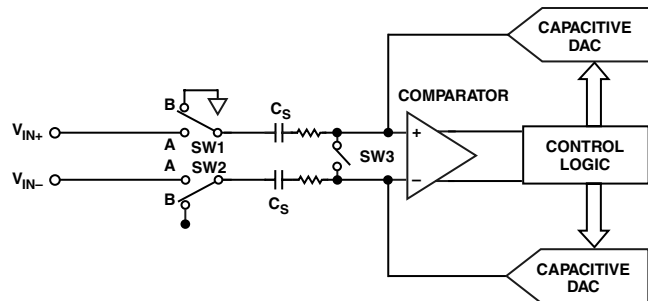 CAPACITIVE
DAC
COMPARATOR
B
C_S
V_IN+
A
SW1
+
A
SW2
SW3
CONTROL
LOGIC
V_IN–
–
B
C_S
CAPACITIVE
DAC